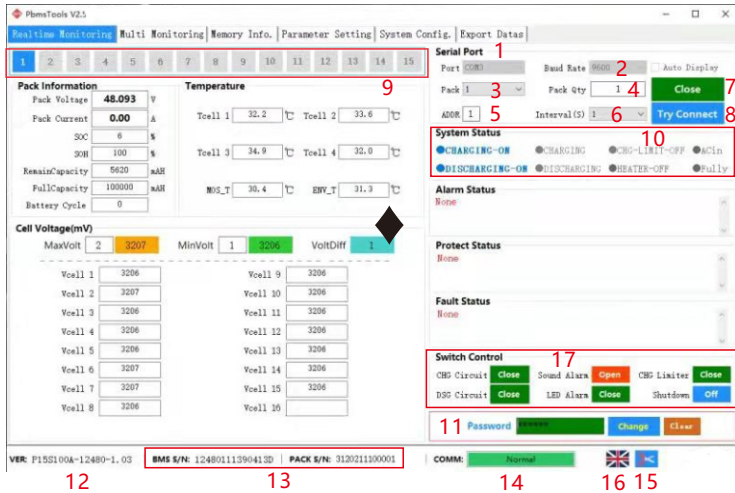 PbmsTools V2.5
Realtime Monitoring Multi Monitoring Memory Info. Parameter Setting System Config. Export Datas
1 2 3 4 5 6 7 8 9 10 11 12 13 14 15
9
Serial Port
1
Port COM3 Baud Rate 9600 2 Auto Display
Pack 1 3 Pack Qty 1 4 Close 7
ADDR 1 5 Interval(S) 1 6 Try Connect 8
Pack Information
Pack Voltage 48.093 V
Pack Current 0.00 A
SOC 6 %
SOH 100 %
RemainCapacity 5620 mAH
FullCapacity 100000 mAH
Battery Cycle 0
Temperature
Tcell 1 32.2 ℃ Tcell 2 33.6 ℃
Tcell 3 34.9 ℃ Tcell 4 32.0 ℃
MOS_T 30.4 ℃ ENV_T 31.3 ℃
System Status 10
CHARGING-ON CHARGING CHG-LIMIT-OFF ACin
DISCHARGING-ON DISCHARGING HEATER-OFF Fully
Alarm Status
None
Protect Status
None
Fault Status
None
Cell Voltage(mV)
MaxVolt 2 3207 MinVolt 1 3206 VoltDiff 1
Vcell 1 3206 Vcell 9 3206
Vcell 2 3207 Vcell 10 3206
Vcell 3 3206 Vcell 11 3206
Vcell 4 3206 Vcell 12 3206
Vcell 5 3206 Vcell 13 3206
Vcell 6 3207 Vcell 14 3206
Vcell 7 3207 Vcell 15 3206
Vcell 8 3206 Vcell 16
Switch Control 17
CHG Circuit Close Sound Alarm Open CHG Limiter Close
DSG Circuit Close LED Alarm Close Shutdown Off
11 Password ****** Change Clear
VER: P15S100A-12480-1.03 BMS S/N: 12480111390413D PACK S/N: 3120211100001 COMM: Normal
12 13 14 16 15